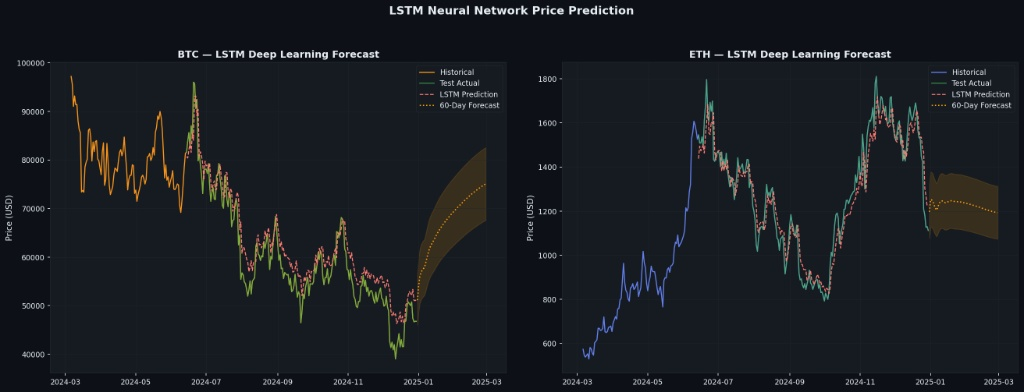 LSTM Neural Network Price Prediction
BTC — LSTM Deep Learning Forecast
Price (USD)
100000
90000
80000
70000
60000
50000
40000
2024-03 2024-05 2024-07 2024-09 2024-11 2025-01 2025-03
Historical
Test Actual
LSTM Prediction
60-Day Forecast
ETH — LSTM Deep Learning Forecast
Price (USD)
1800
1600
1400
1200
1000
800
600
2024-03 2024-05 2024-07 2024-09 2024-11 2025-01 2025-03
Historical
Test Actual
LSTM Prediction
60-Day Forecast